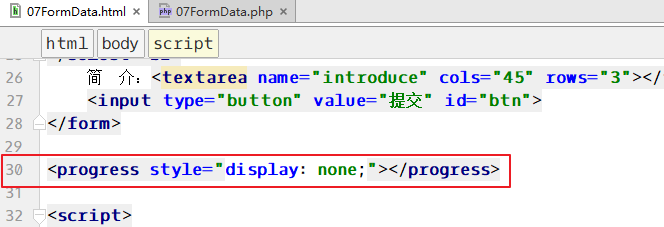 07FormData.html × 07FormData.php ×
html body script
26 简 介：<textarea name="introduce" cols="45" rows="3"></
27 <input type="button" value="提交" id="btn">
28 </form>
29
30 <progress style="display: none;"></progress>
31
32 <script>